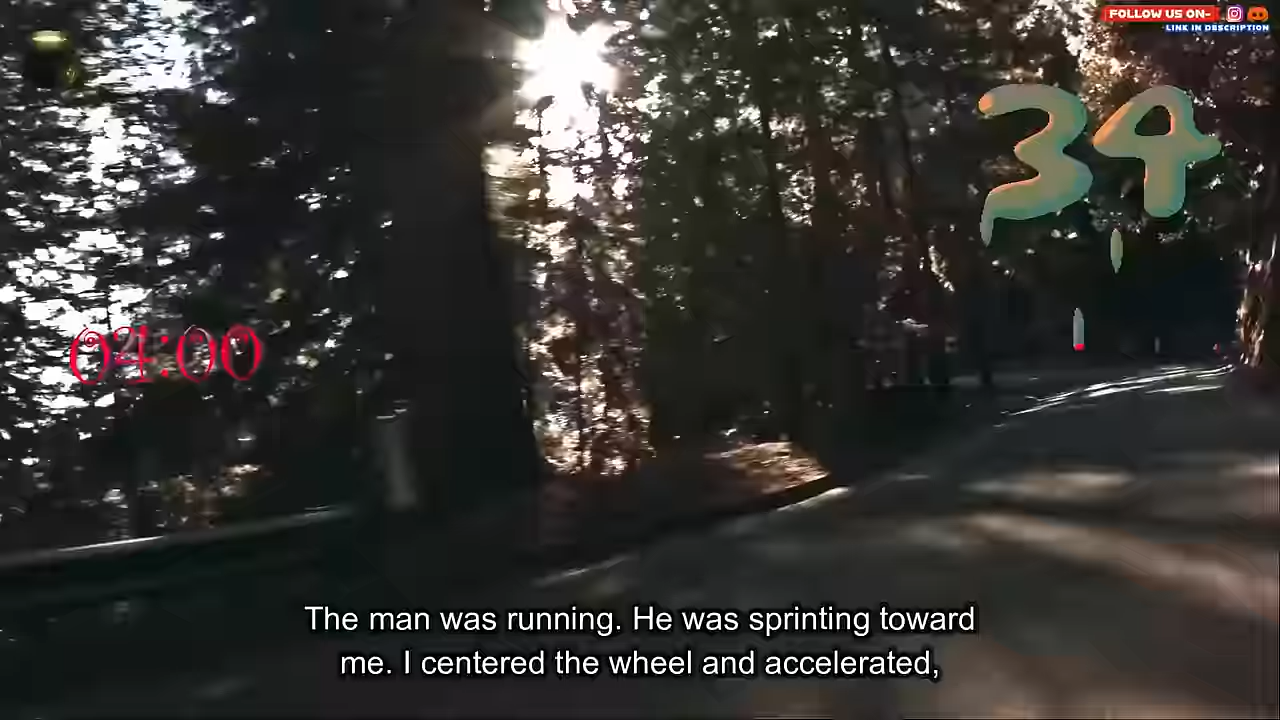 FOLLOW US ON-
LINK IN DESCRIPTION
34
04:00
The man was running. He was sprinting toward
me. I centered the wheel and accelerated,